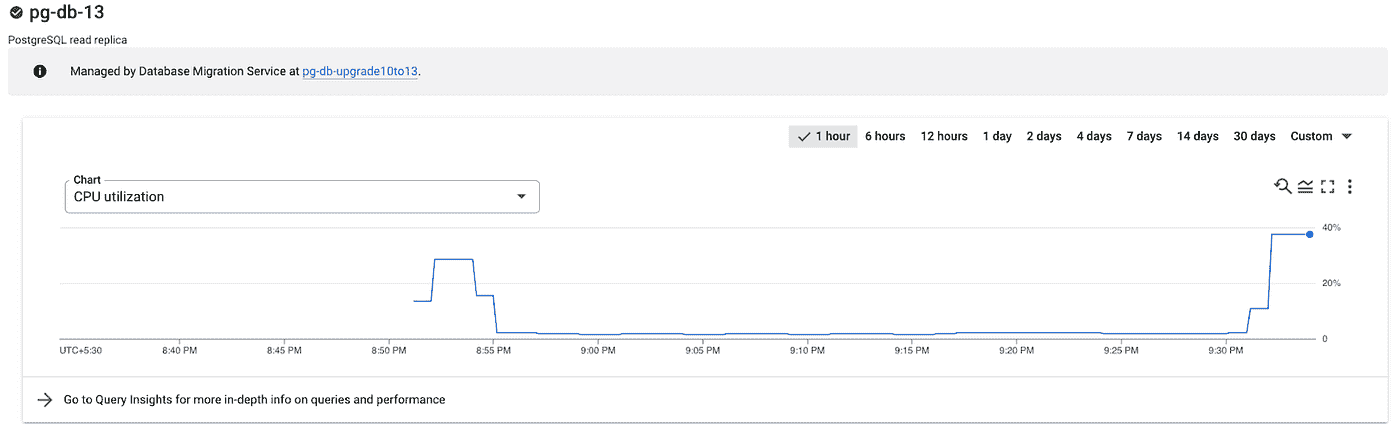 pg-db-13
PostgreSQL read replica
Managed by Database Migration Service at pg-db-upgrade10to13.
1 hour 6 hours 12 hours 1 day 2 days 4 days 7 days 14 days 30 days Custom
Chart
CPU utilization
40%
20%
0
UTC+5:30 8:40 PM 8:45 PM 8:50 PM 8:55 PM 9:00 PM 9:05 PM 9:10 PM 9:15 PM 9:20 PM 9:25 PM 9:30 PM
Go to Query Insights for more in-depth info on queries and performance